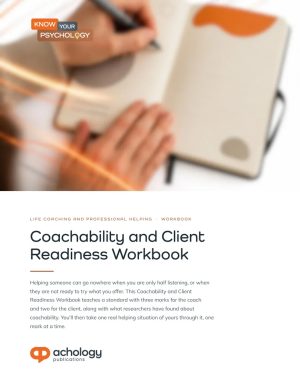 KNOW YOUR
PSYCHOLOGY
LIFE COACHING AND PROFESSIONAL HELPING · WORKBOOK
Coachability and Client
Readiness Workbook
Helping someone can go nowhere when you are only half listening, or when
they are not ready to try what you offer. This Coachability and Client
Readiness Workbook teaches a standard with three marks for the coach
and two for the client, along with what researchers have found about
coachability. You'll then take one real helping situation of yours through it, one
mark at a time.
achology
publications